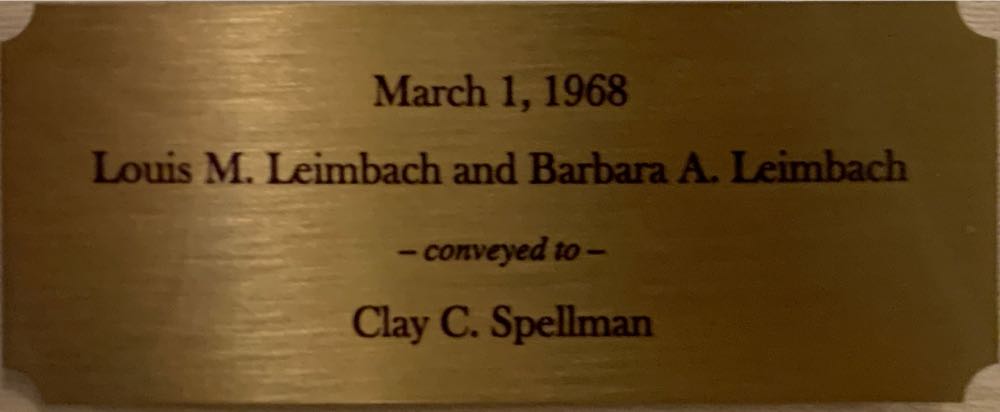 March 1, 1968
Louis M. Leimbach and Barbara A. Leimbach
– conveyed to –
Clay C. Spellman